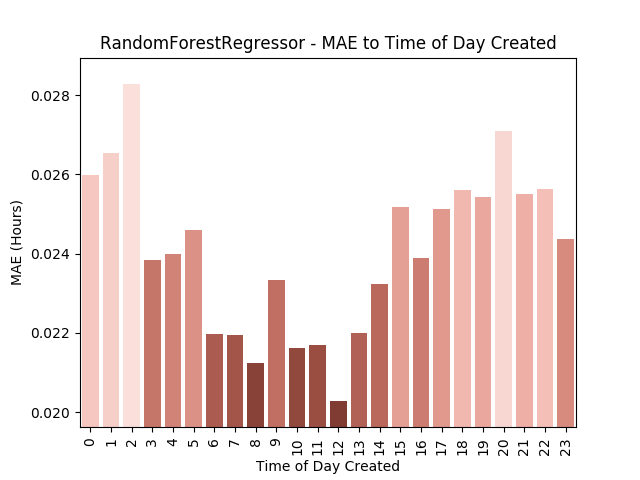 RandomForestRegressor - MAE to Time of Day Created
0.028
0.026
0.024
0.022
0.020
MAE (Hours)
0 1 2 3 4 5 6 7 8 9 10 11 12 13 14 15 16 17 18 19 20 21 22 23
Time of Day Created